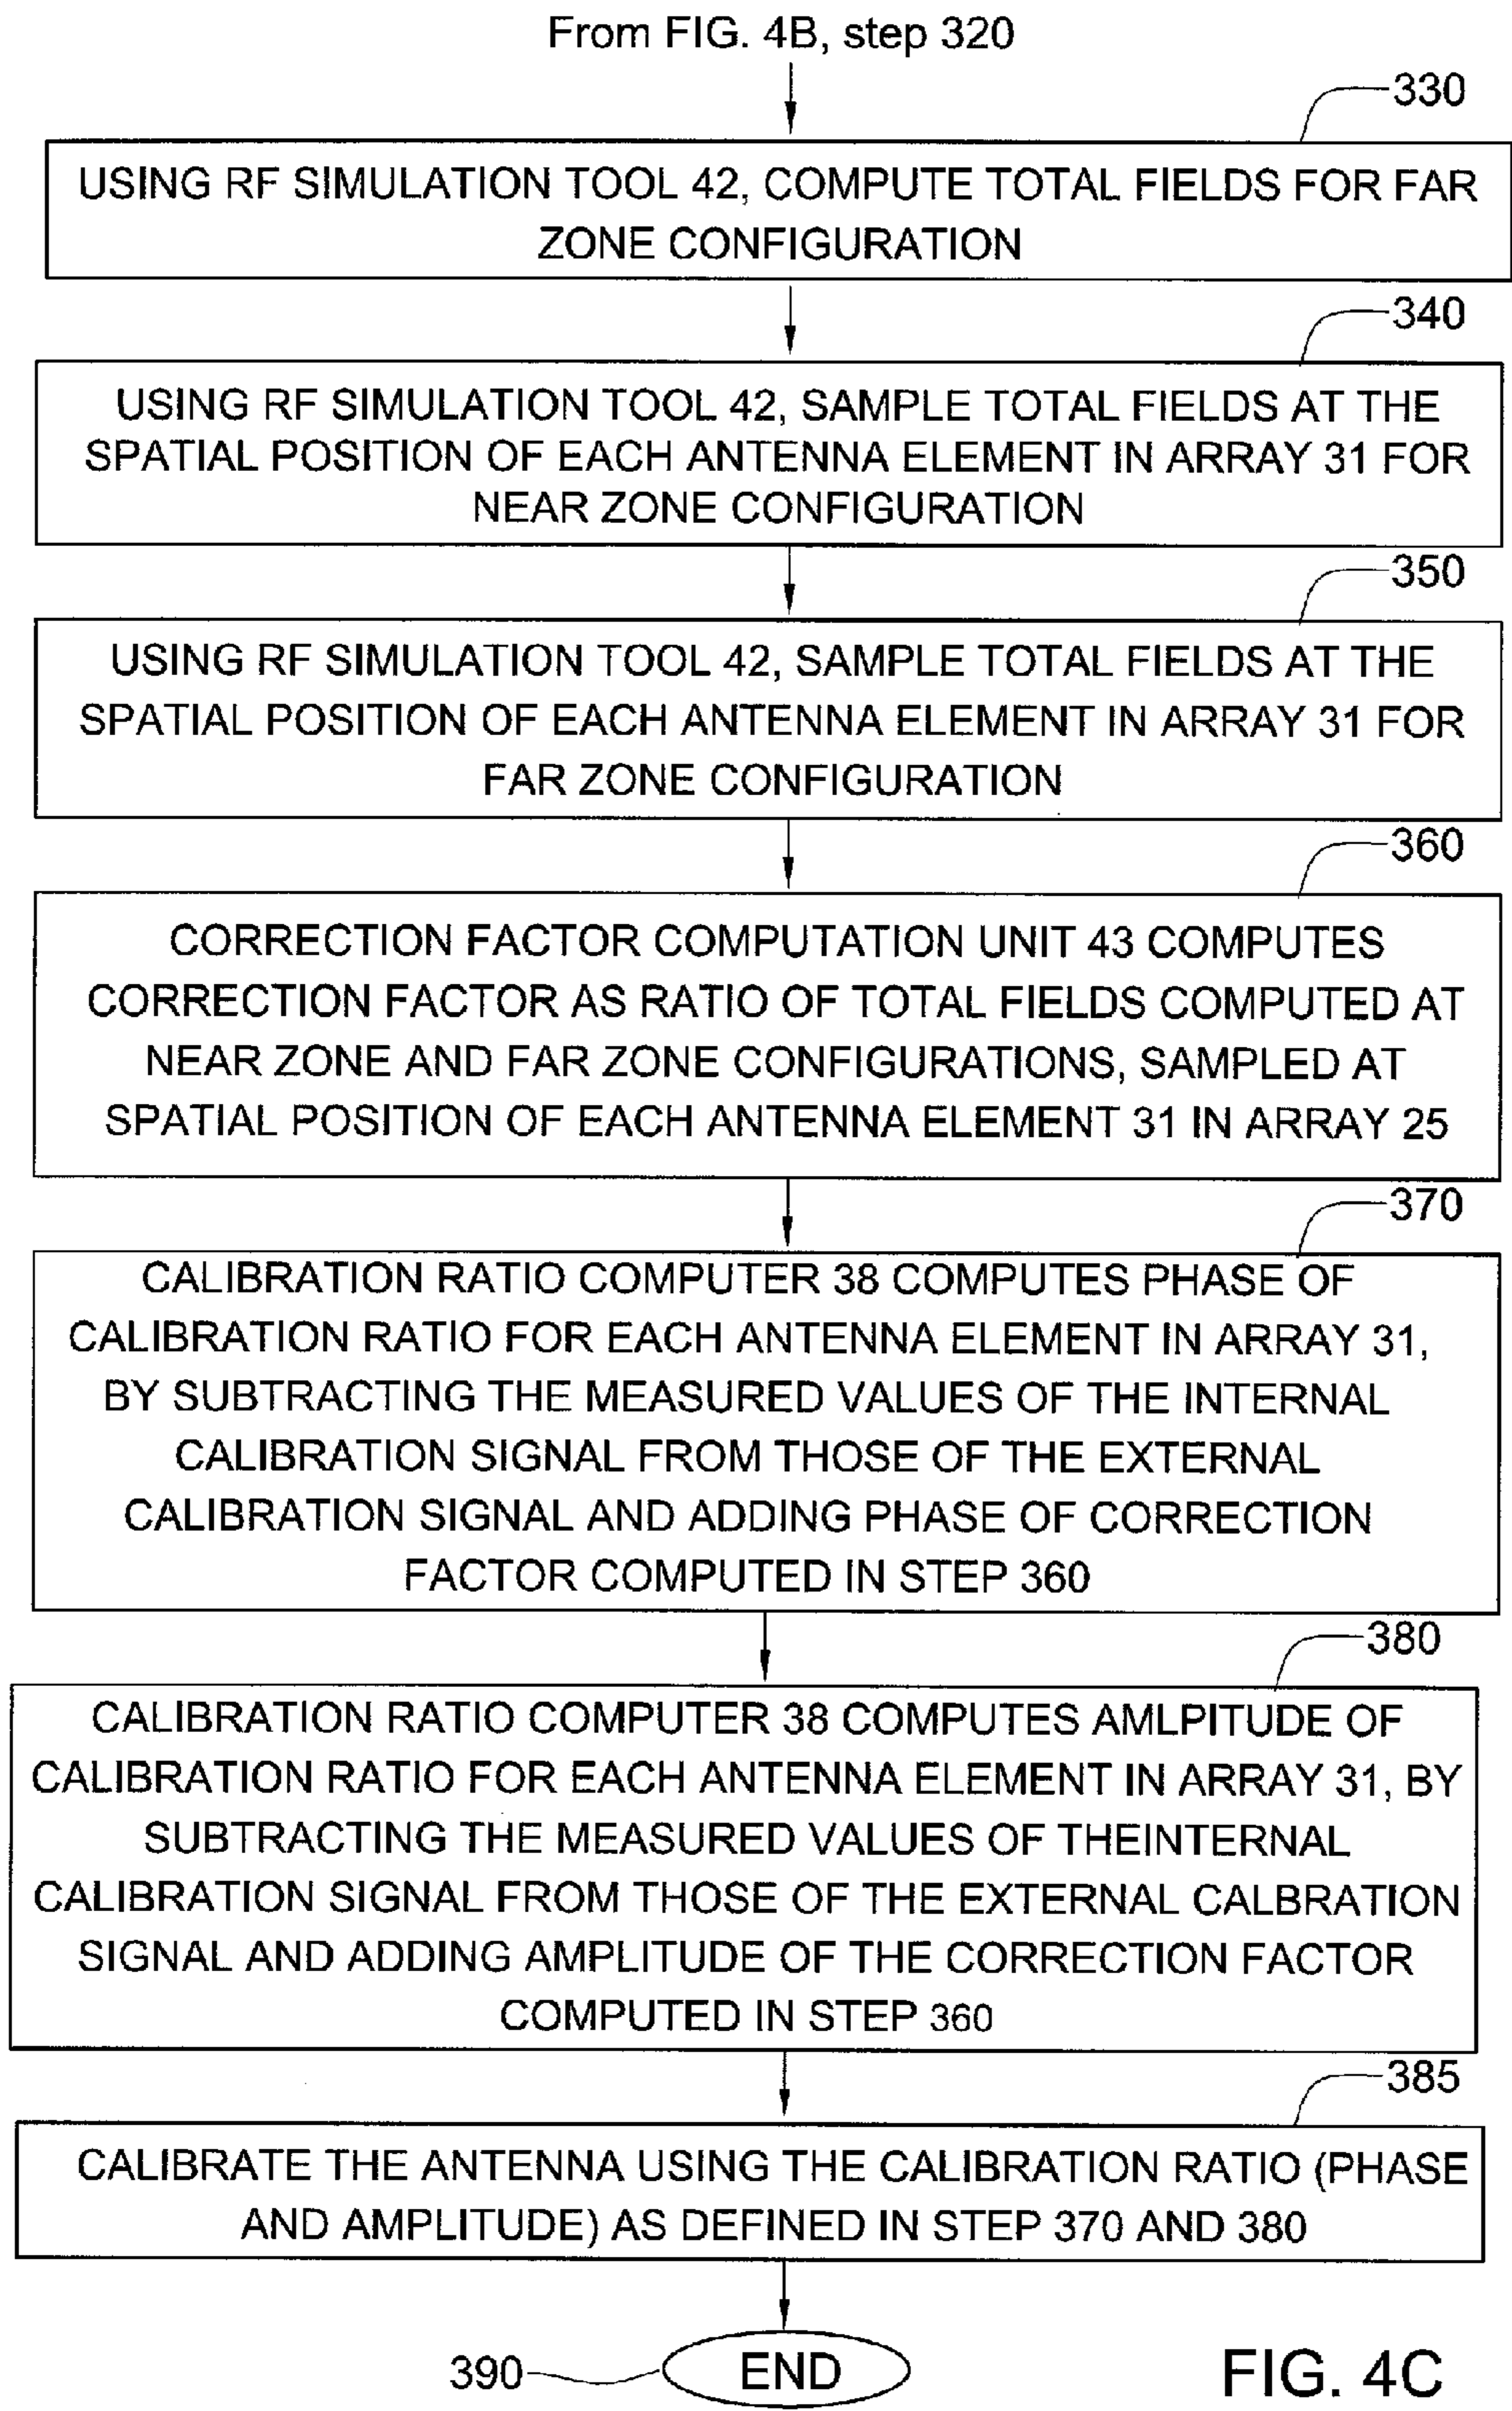 From FIG. 4B, step 320
330
USING RF SIMULATION TOOL 42, COMPUTE TOTAL FIELDS FOR FAR
ZONE CONFIGURATION
340
USING RF SIMULATION TOOL 42, SAMPLE TOTAL FIELDS AT THE
SPATIAL POSITION OF EACH ANTENNA ELEMENT IN ARRAY 31 FOR
NEAR ZONE CONFIGURATION
350
USING RF SIMULATION TOOL 42, SAMPLE TOTAL FIELDS AT THE
SPATIAL POSITION OF EACH ANTENNA ELEMENT IN ARRAY 31 FOR
FAR ZONE CONFIGURATION
360
CORRECTION FACTOR COMPUTATION UNIT 43 COMPUTES
CORRECTION FACTOR AS RATIO OF TOTAL FIELDS COMPUTED AT
NEAR ZONE AND FAR ZONE CONFIGURATIONS, SAMPLED AT
SPATIAL POSITION OF EACH ANTENNA ELEMENT 31 IN ARRAY 25
370
CALIBRATION RATIO COMPUTER 38 COMPUTES PHASE OF
CALIBRATION RATIO FOR EACH ANTENNA ELEMENT IN ARRAY 31,
BY SUBTRACTING THE MEASURED VALUES OF THE INTERNAL
CALIBRATION SIGNAL FROM THOSE OF THE EXTERNAL
CALIBRATION SIGNAL AND ADDING PHASE OF CORRECTION
FACTOR COMPUTED IN STEP 360
380
CALIBRATION RATIO COMPUTER 38 COMPUTES AMLPITUDE OF
CALIBRATION RATIO FOR EACH ANTENNA ELEMENT IN ARRAY 31, BY
SUBTRACTING THE MEASURED VALUES OF THEINTERNAL
CALIBRATION SIGNAL FROM THOSE OF THE EXTERNAL CALBRATION
SIGNAL AND ADDING AMPLITUDE OF THE CORRECTION FACTOR
COMPUTED IN STEP 360
385
CALIBRATE THE ANTENNA USING THE CALIBRATION RATIO (PHASE
AND AMPLITUDE) AS DEFINED IN STEP 370 AND 380
390
END
FIG. 4C